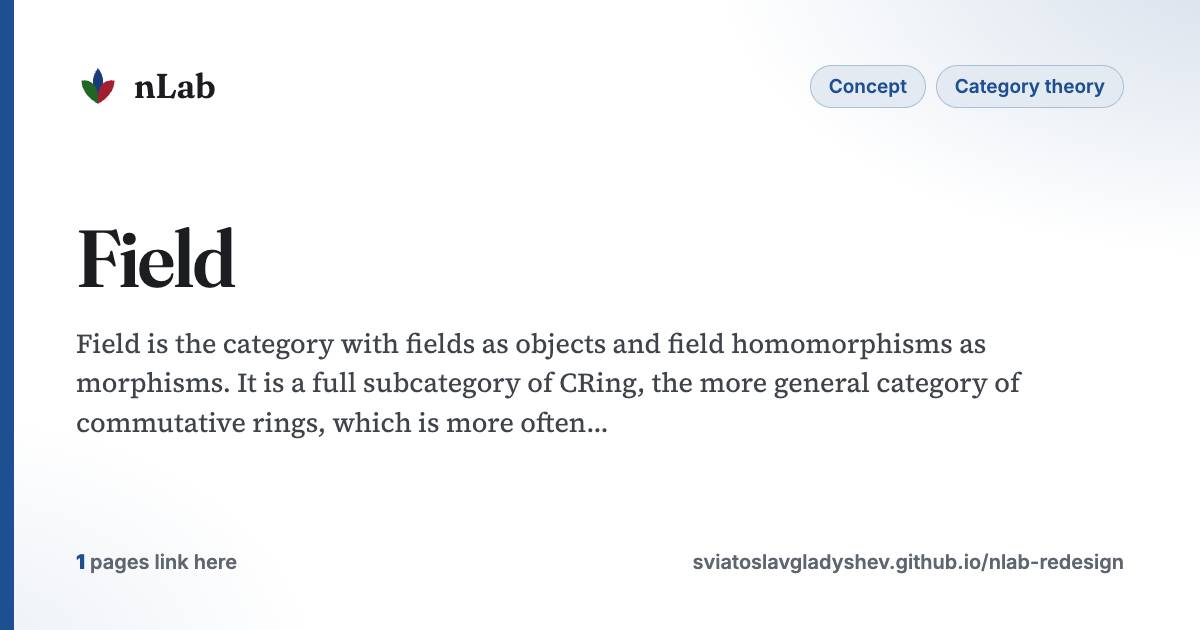 nLab
Concept
Category theory
Field
Field is the category with fields as objects and field homomorphisms as
morphisms. It is a full subcategory of CRing, the more general category of
commutative rings, which is more often...
1 pages link here
sviatoslavgladyshev.github.io/nlab-redesign